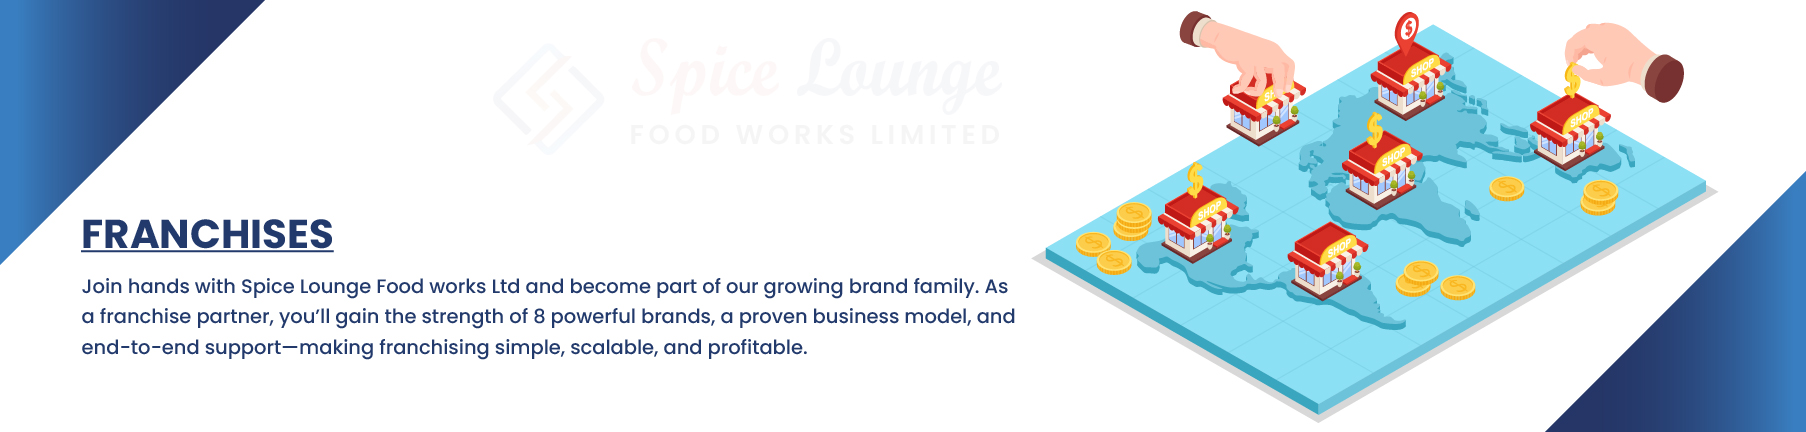 Spice Lounge
FOOD WORKS LIMITED
FRANCHISES
Join hands with Spice Lounge Food works Ltd and become part of our growing brand family. As
a franchise partner, you’ll gain the strength of 8 powerful brands, a proven business model, and
end-to-end support—making franchising simple, scalable, and profitable.
$
SHOP
$
SH
$
SHOP
$
SHOP
$
SHOP
SHOP